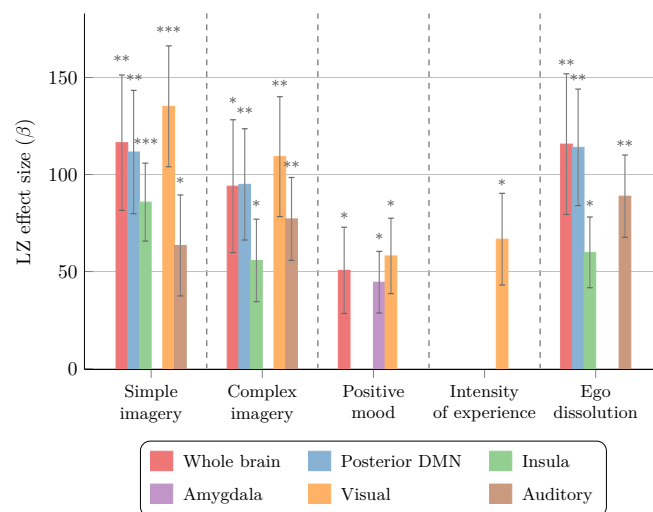 LZ effect size (β)
150
100
50
0
** ** *** *** *
* ** * ** **
* * *
*
** ** * **
Simple imagery
Complex imagery
Positive mood
Intensity of experience
Ego dissolution
Whole brain
Posterior DMN
Insula
Amygdala
Visual
Auditory